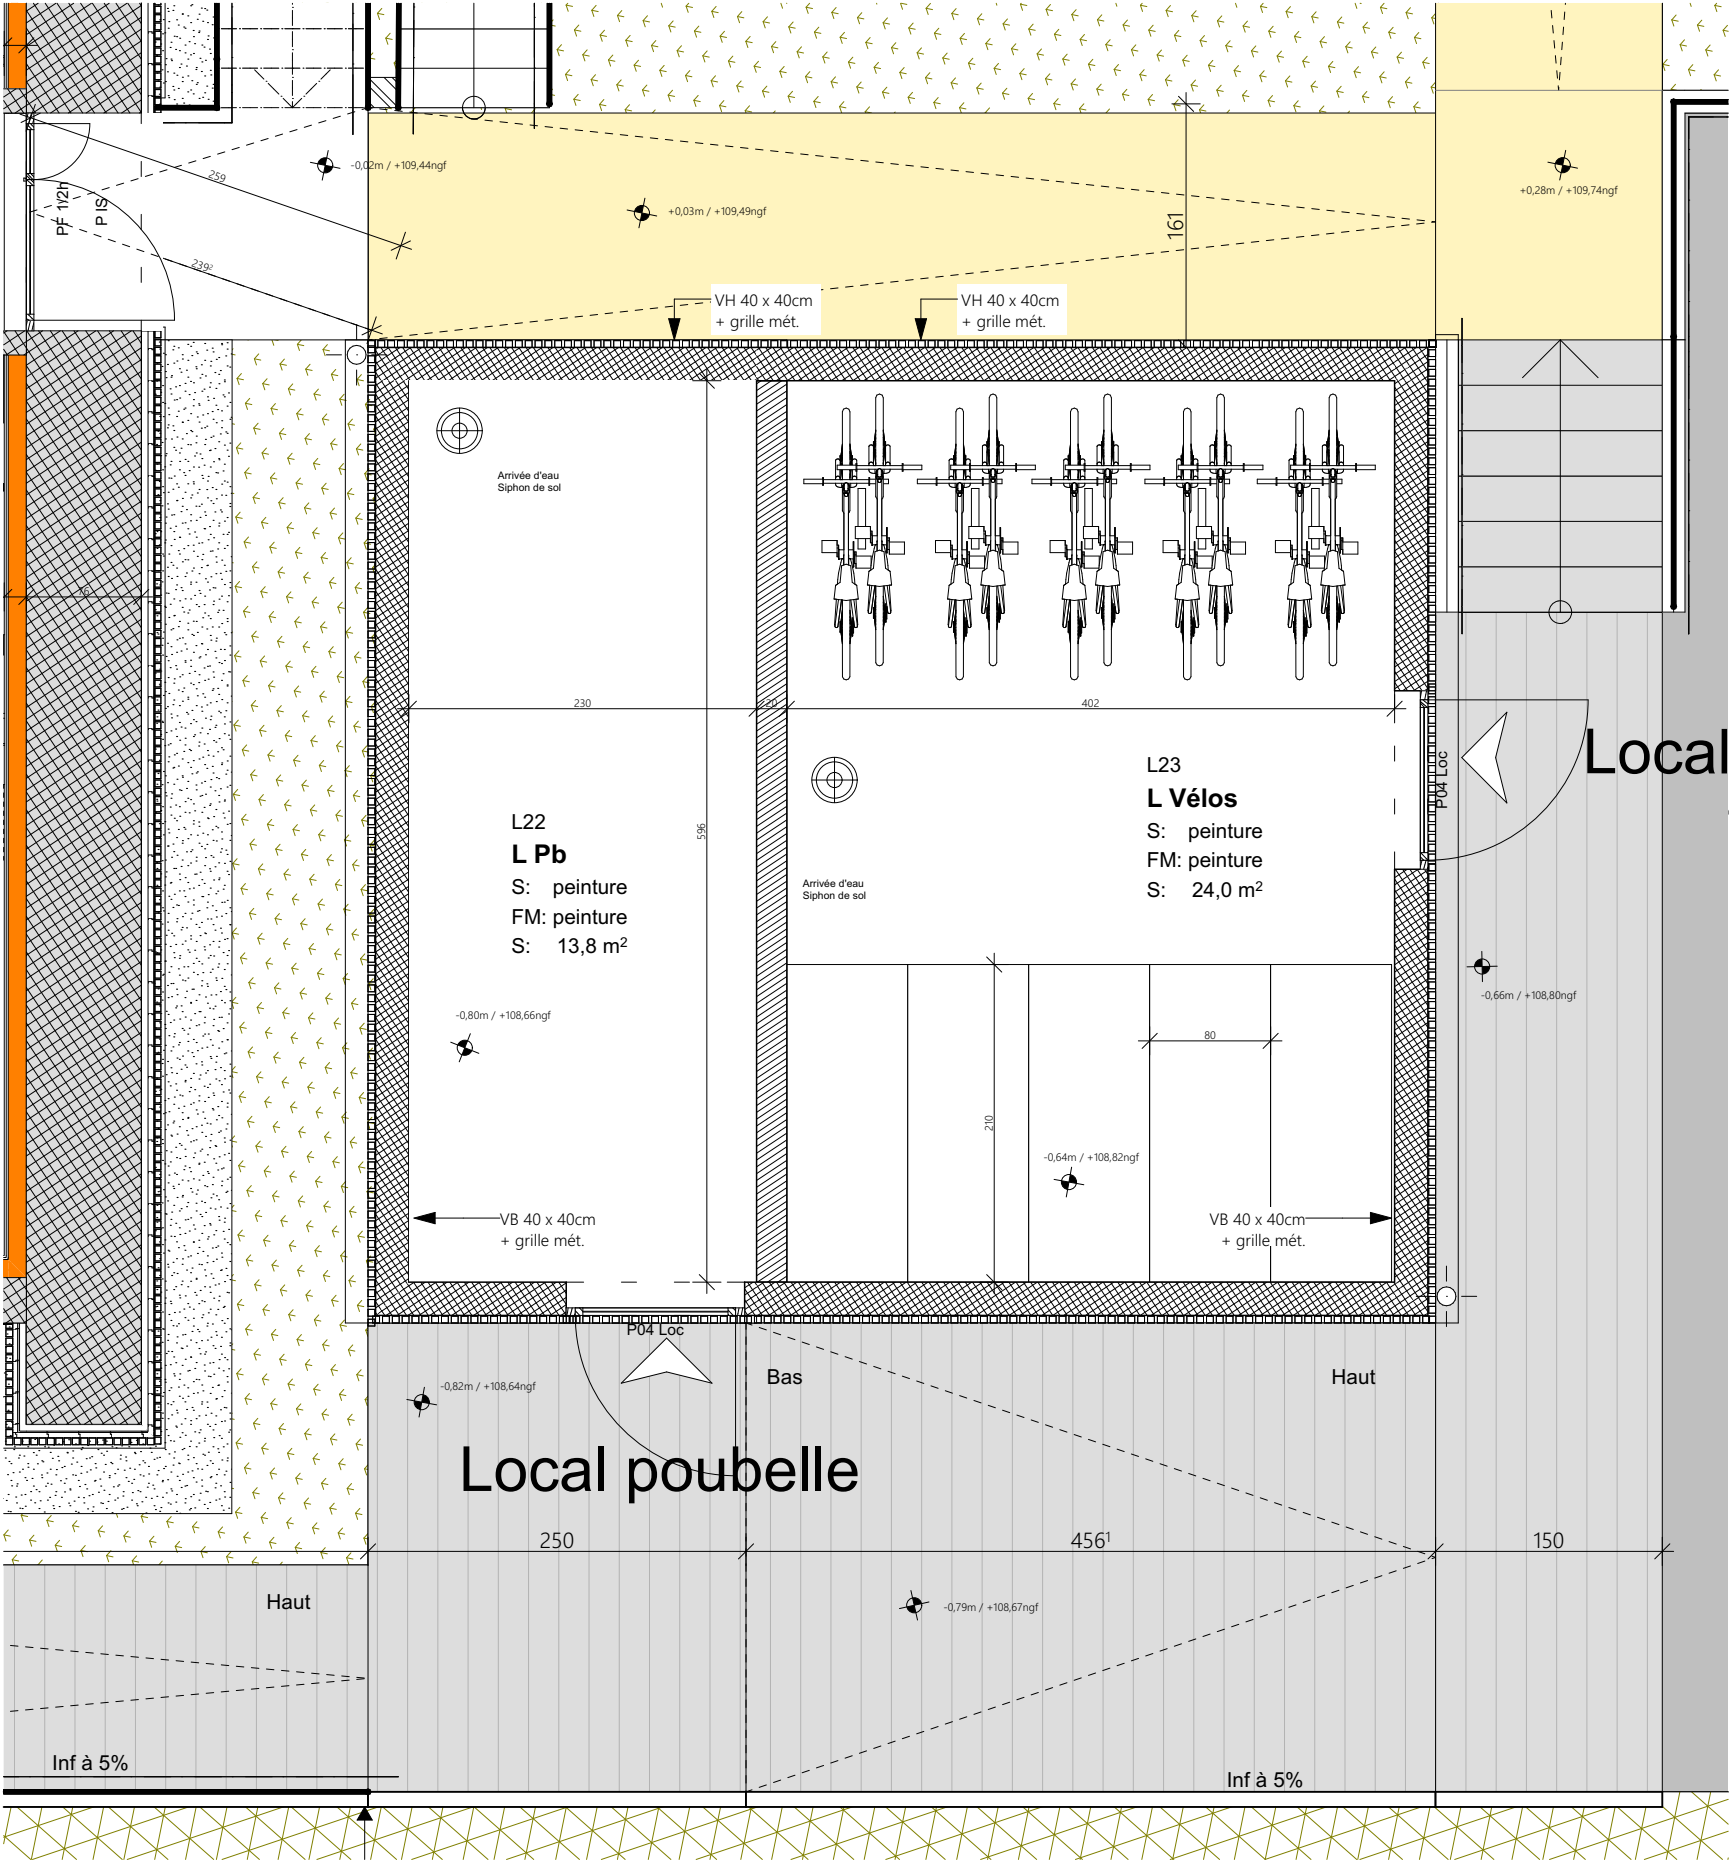 -0,02m / +109,44ngf
259
+0,28m / +109,74ngf
PF 1/2h
P IS
+0,03m / +109,49ngf
161
239²
VH 40 x 40cm
+ grille mét.
VH 40 x 40cm
+ grille mét.
Arrivée d'eau
Siphon de sol
16
230
20
402
Local
P04 Loc
L23
L Vélos
S: peinture
FM: peinture
S: 24,0 m²
L22
L Pb
S: peinture
FM: peinture
S: 13,8 m²
596
Arrivée d'eau
Siphon de sol
-0,66m / +108,80ngf
-0,80m / +108,66ngf
80
210
-0,64m / +108,82ngf
VB 40 x 40cm
+ grille mét.
VB 40 x 40cm
+ grille mét.
P04 Loc
Bas
Haut
-0,82m / +108,64ngf
Local poubelle
250
456¹
150
Haut
-0,79m / +108,67ngf
Inf à 5%
Inf à 5%